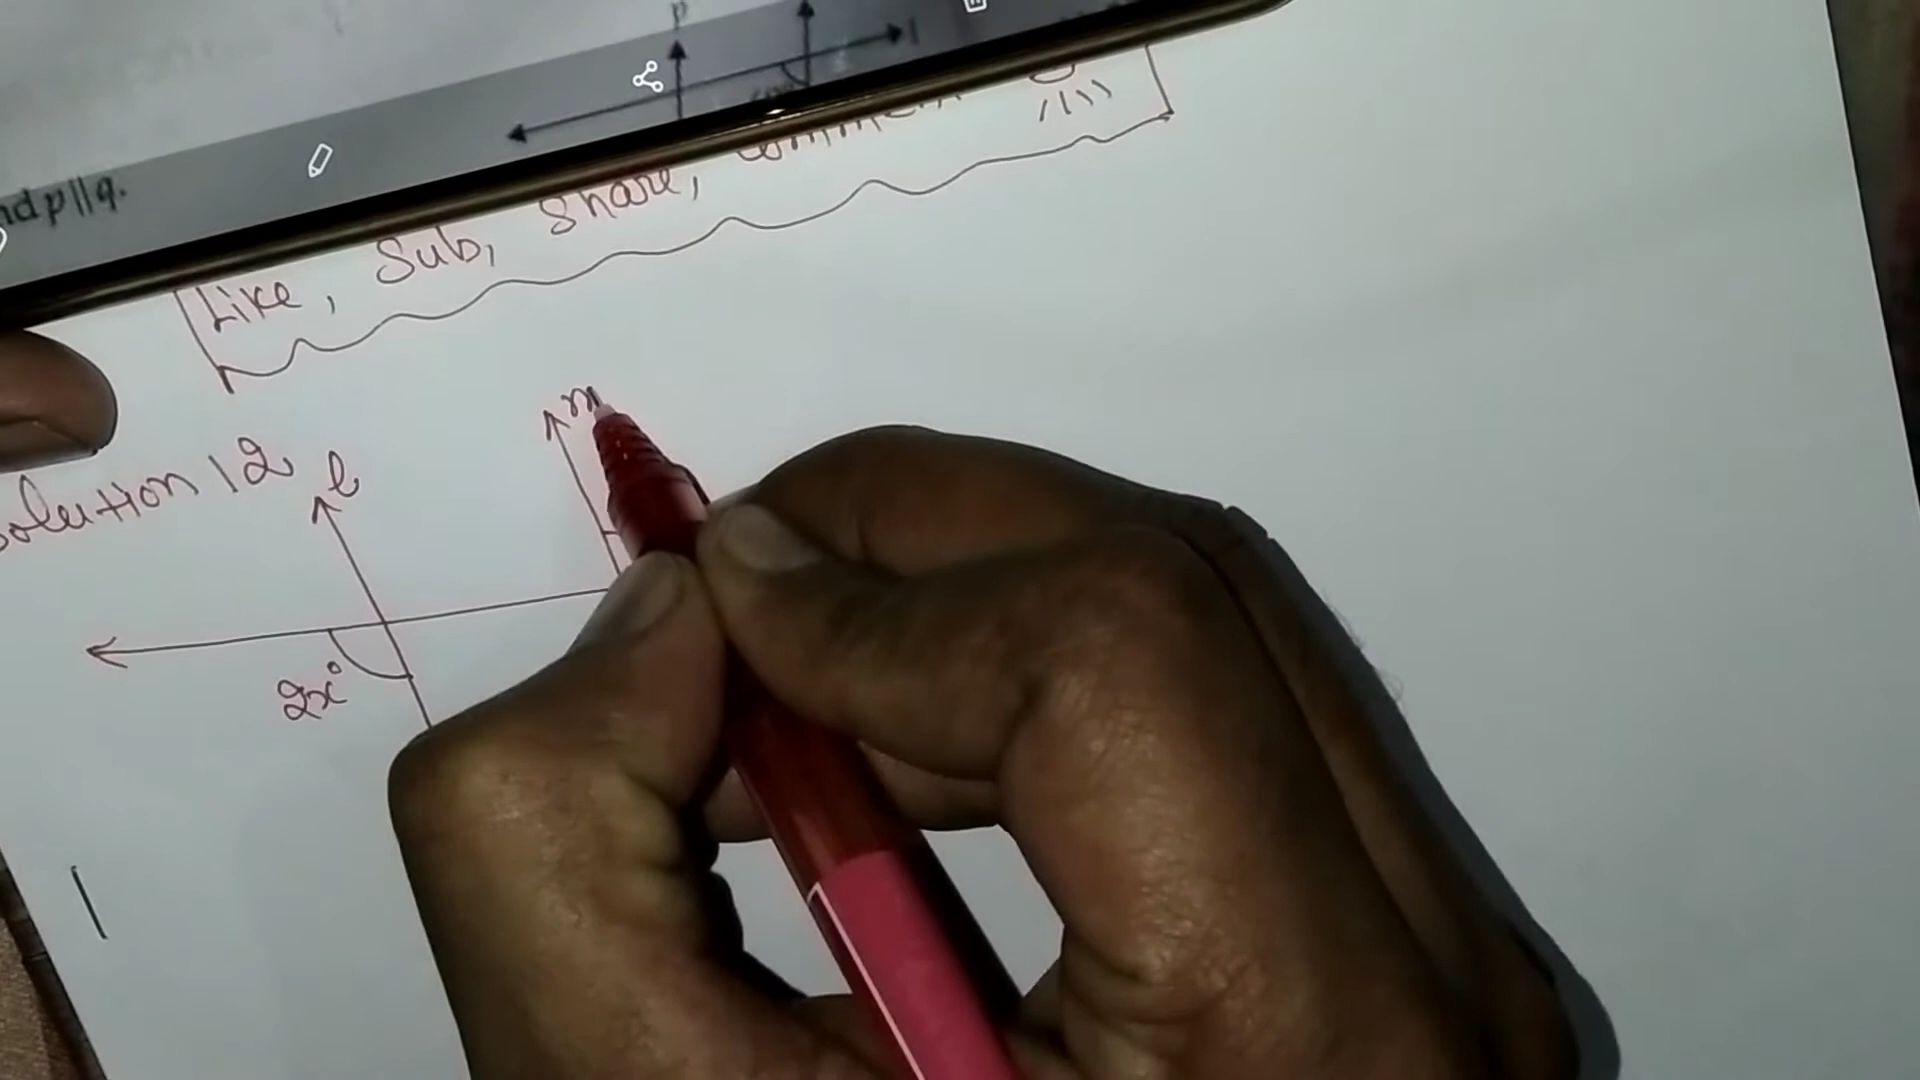 p
l
nd p||q.
Like, Sub, Share, comment
solution 12
l
m
2x°